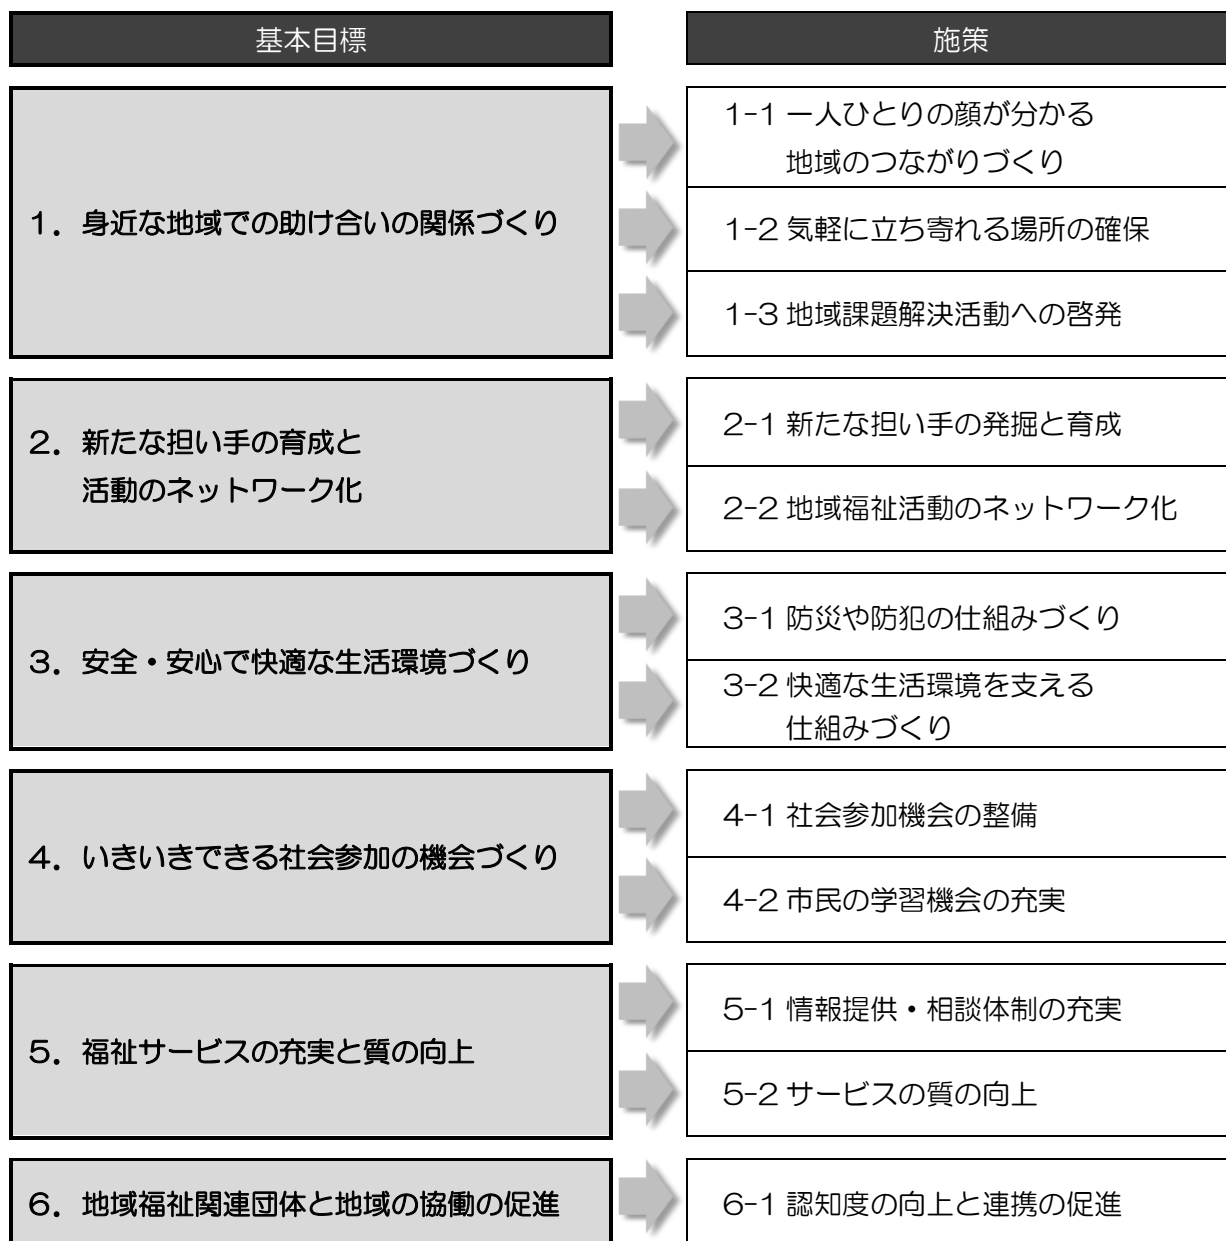 基本目標
施策
1. 身近な地域での助け合いの関係づくり
1-1 一人ひとりの顔が分かる
地域のつながりづくり
1-2 気軽に立ち寄れる場所の確保
1-3 地域課題解決活動への啓発
2. 新たな担い手の育成と
活動のネットワーク化
2-1 新たな担い手の発掘と育成
2-2 地域福祉活動のネットワーク化
3. 安全・安心で快適な生活環境づくり
3-1 防災や防犯の仕組みづくり
3-2 快適な生活環境を支える
仕組みづくり
4. いきいきできる社会参加の機会づくり
4-1 社会参加機会の整備
4-2 市民の学習機会の充実
5. 福祉サービスの充実と質の向上
5-1 情報提供・相談体制の充実
5-2 サービスの質の向上
6. 地域福祉関連団体と地域の協働の促進
6-1 認知度の向上と連携の促進